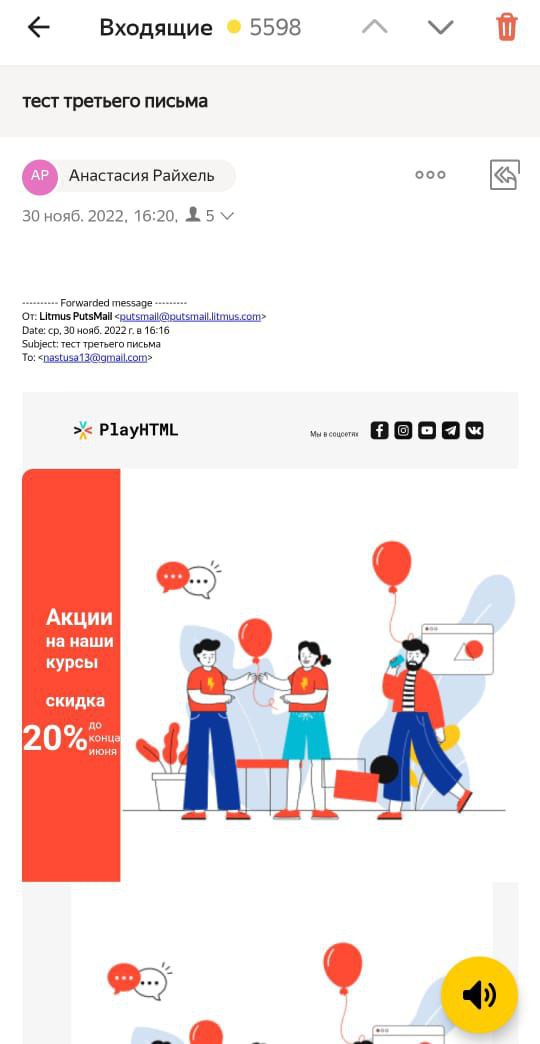 Входящие 5598
тест третьего письма
АР Анастасия Райхель
30 нояб. 2022, 16:20, 5
---------- Forwarded message ---------
От: Litmus PutsMail <putsmail@putsmail.litmus.com>
Date: ср, 30 нояб. 2022 г. в 16:16
Subject: тест третьего письма
To: <nastusa13@gmail.com>
PlayHTML
Мы в соцсетях
Акции
на наши
курсы
скидка
20% до
конца
июня